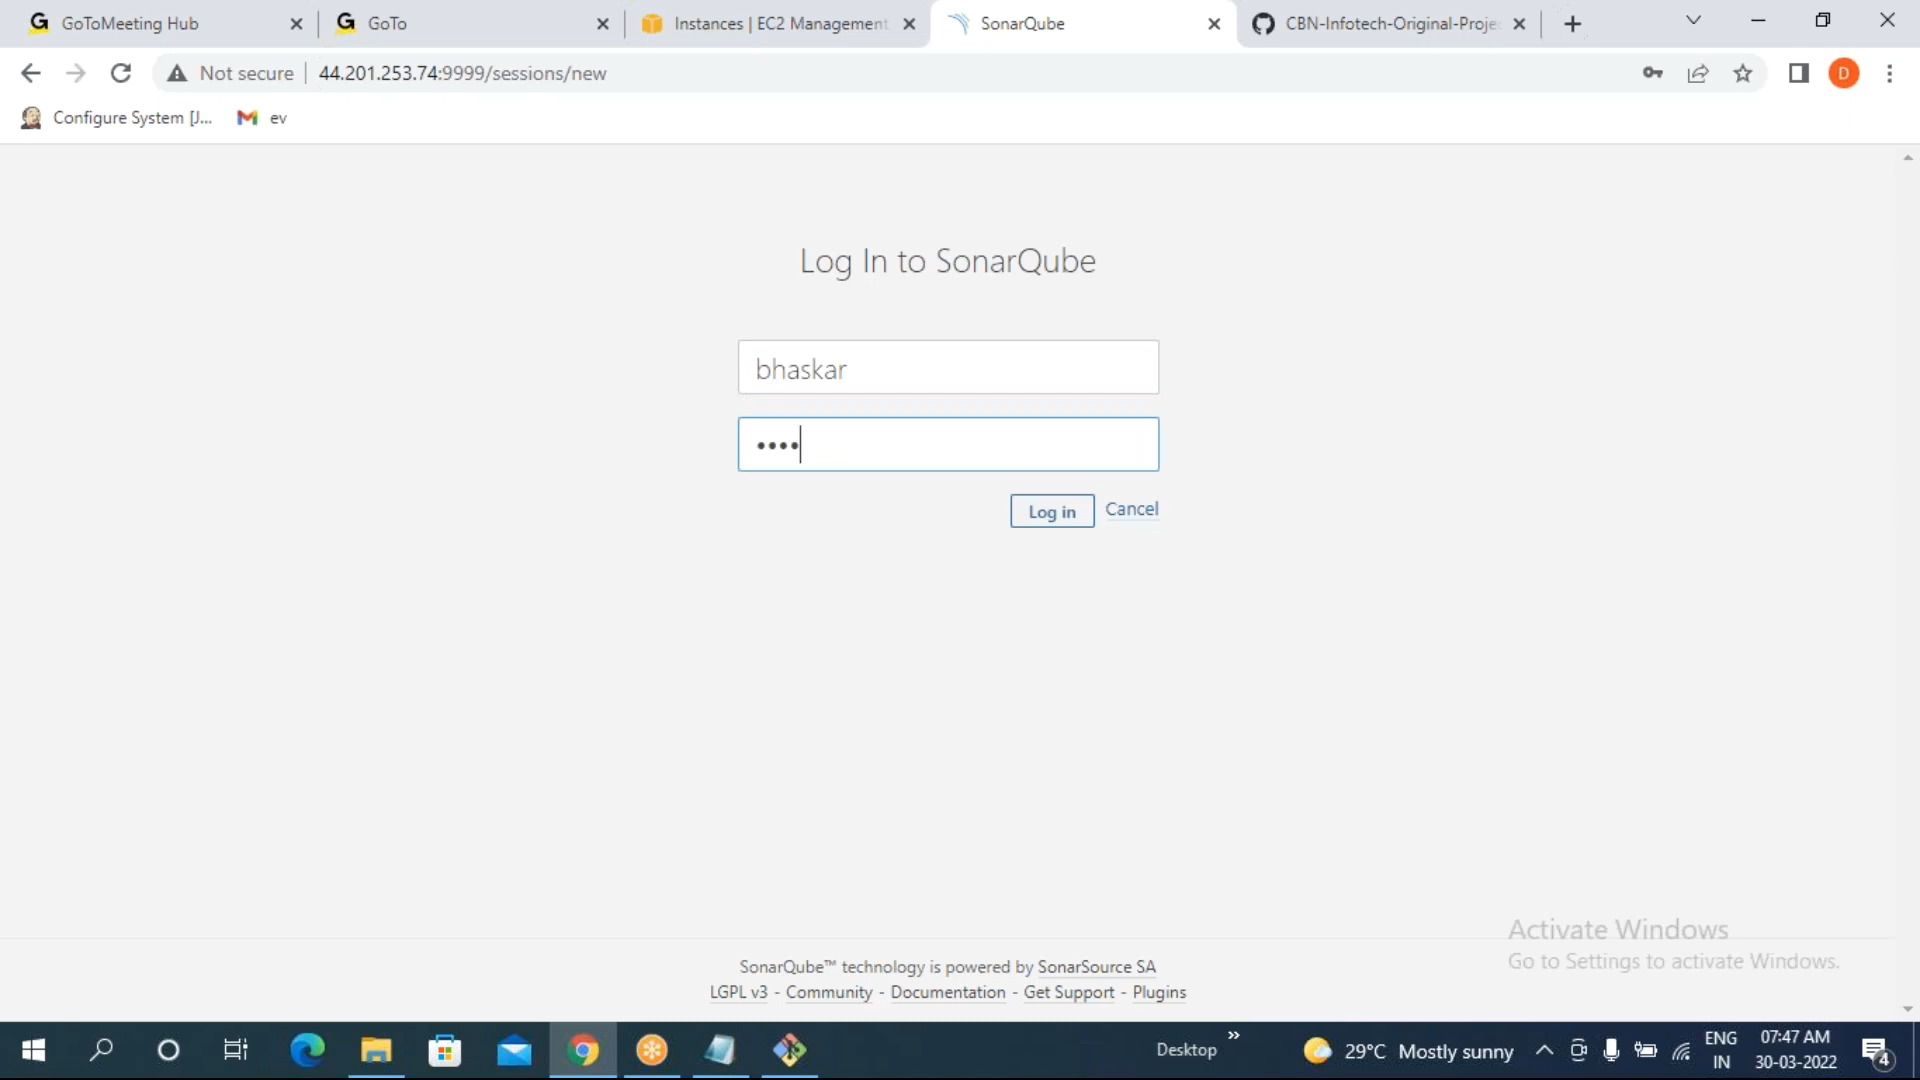 GoToMeeting Hub
GoTo
Instances | EC2 Management
SonarQube
CBN-Infotech-Original-Proje
Not secure
44.201.253.74:9999/sessions/new
D
Configure System [J...
ev
Log In to SonarQube
bhaskar
••••
Log in
Cancel
Activate Windows
Go to Settings to activate Windows.
SonarQube™ technology is powered by SonarSource SA
LGPL v3 - Community - Documentation - Get Support - Plugins
Desktop
29°C Mostly sunny
ENG
IN
07:47 AM
30-03-2022
4